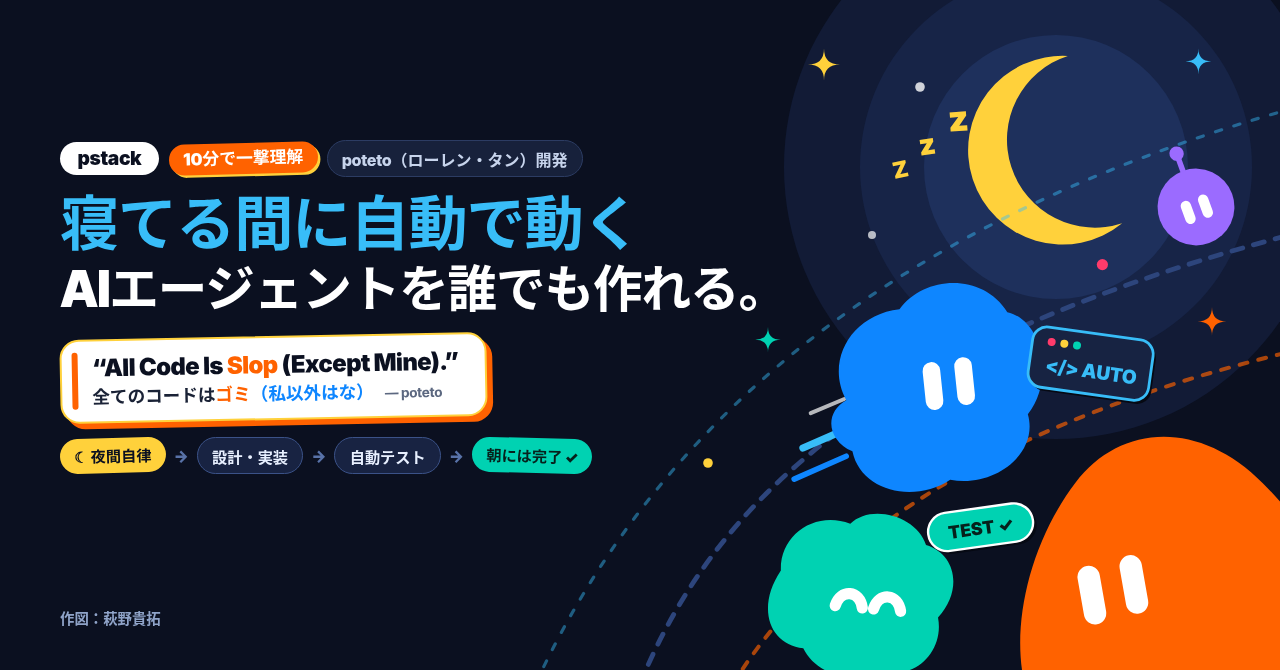 pstack
10分で一撃理解
poteto（ローレン・タン）開発
寝てる間に自動で働く
AIエージェントを誰でも作れる。
“All Code Is Slop (Except Mine).”
全てのコードはゴミ（私以外はな） — poteto
☾ 夜間自律 → 設計・実装 → 自動テスト → 朝には完了 ✓
z
z
z
</> AUTO
TEST ✓
作図：萩野貴拓